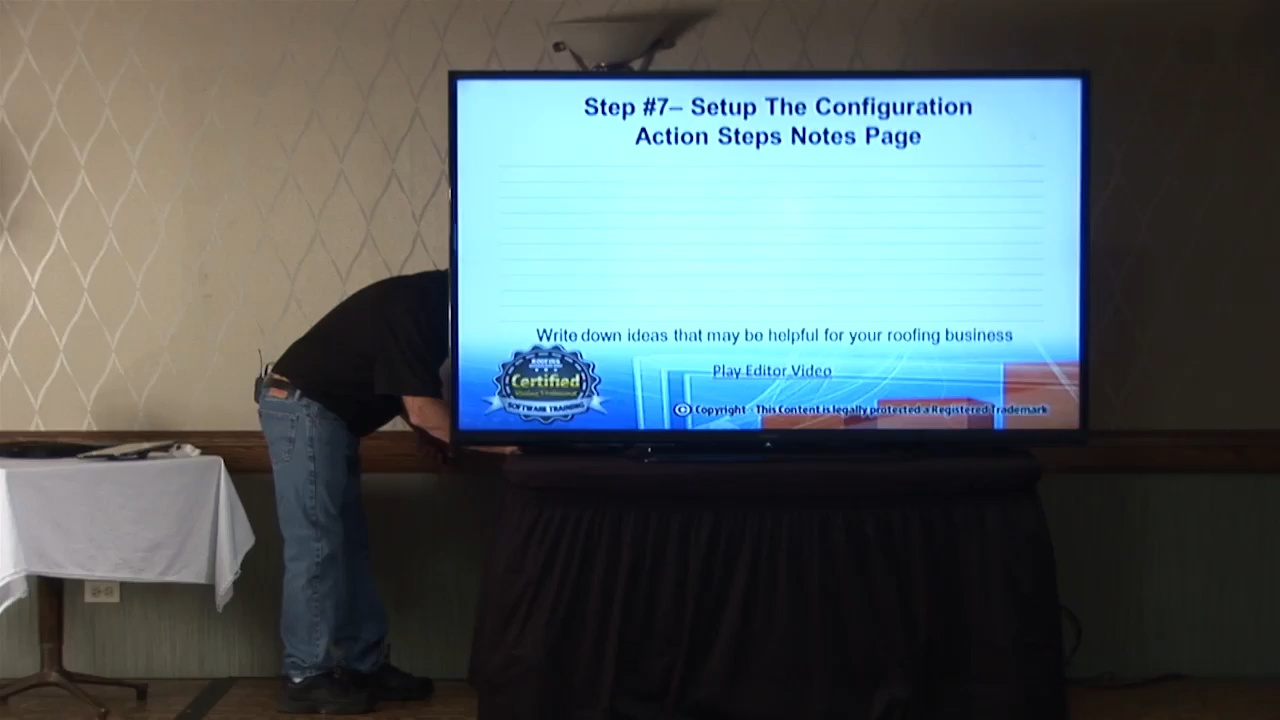 Step #7– Setup The Configuration
Action Steps Notes Page
Write down ideas that may be helpful for your roofing business
Play Editor Video
Certified
SOFTWARE TRAINING
© Copyright - This Content is legally protected a Registered Trademark